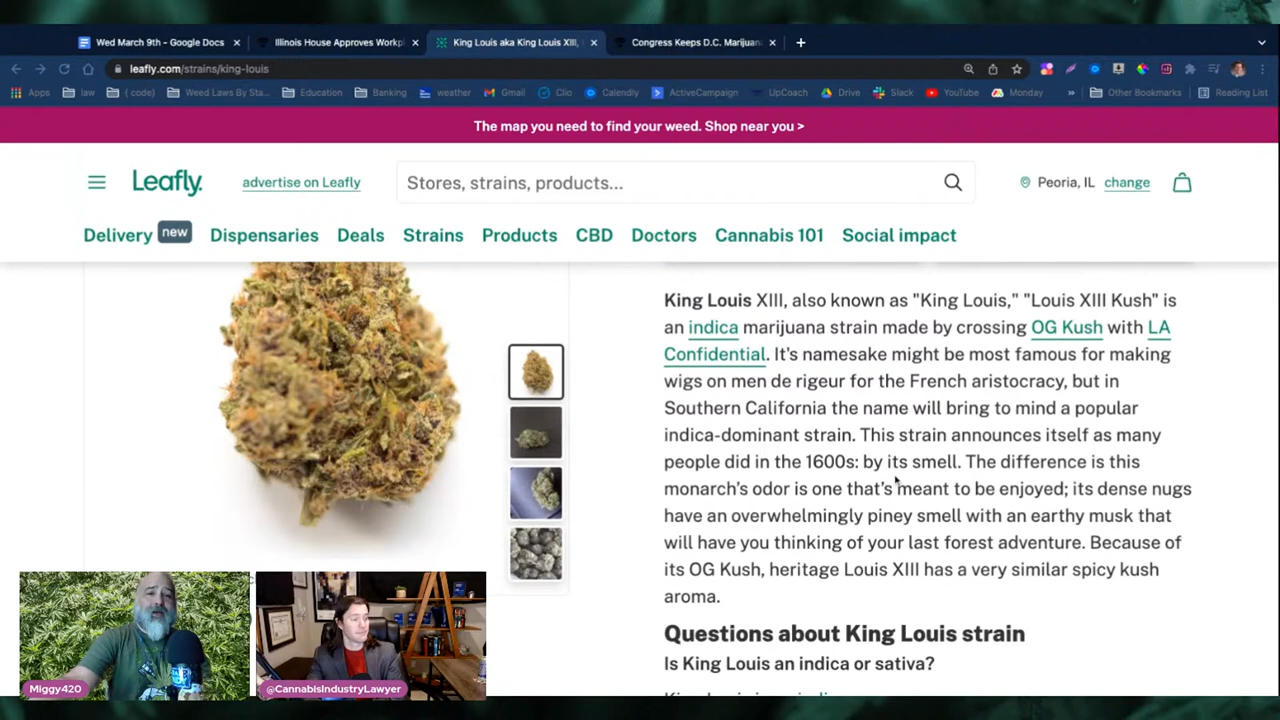 Wed March 9th - Google Docs
Illinois House Approves Workpl
King Louis aka King Louis XIII,
Congress Keeps D.C. Marijuan
leafly.com/strains/king-louis
Apps law ( code) Weed Laws By Sta... Education Banking weather Gmail Clio Calendly ActiveCampaign UpCoach Drive Slack YouTube Monday » Other Bookmarks Reading List
The map you need to find your weed. Shop near you >
Leafly.
advertise on Leafly
Stores, strains, products...
Peoria, IL change
Delivery new Dispensaries Deals Strains Products CBD Doctors Cannabis 101 Social impact
King Louis XIII, also known as "King Louis," "Louis XIII Kush" is
an indica marijuana strain made by crossing OG Kush with LA
Confidential. It's namesake might be most famous for making
wigs on men de rigeur for the French aristocracy, but in
Southern California the name will bring to mind a popular
indica-dominant strain. This strain announces itself as many
people did in the 1600s: by its smell. The difference is this
monarch's odor is one that's meant to be enjoyed; its dense nugs
have an overwhelmingly piney smell with an earthy musk that
will have you thinking of your last forest adventure. Because of
its OG Kush, heritage Louis XIII has a very similar spicy kush
aroma.
Questions about King Louis strain
Is King Louis an indica or sativa?
Miggy420
@CannabisIndustryLawyer